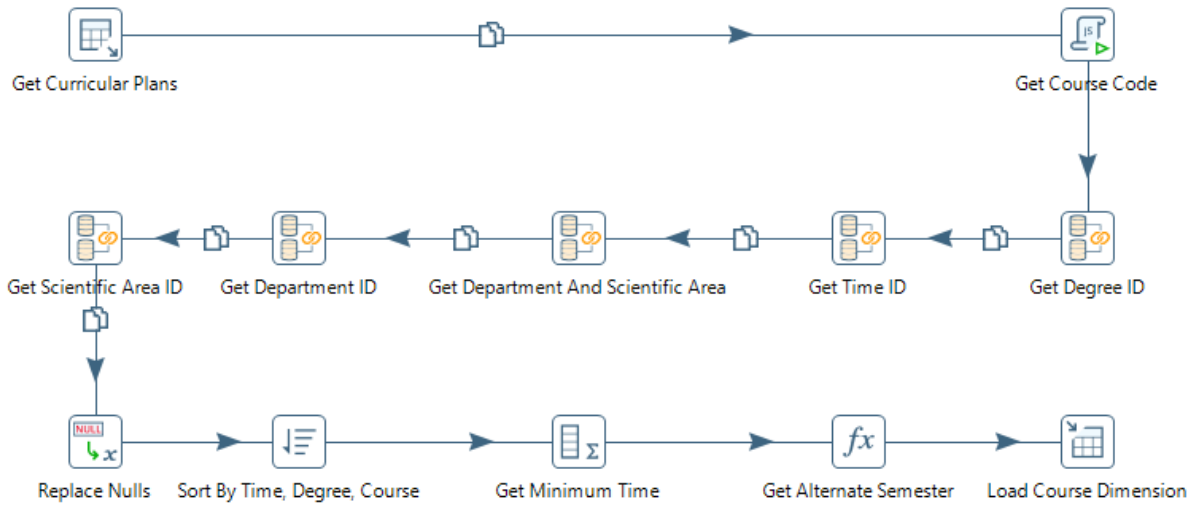 JS
Get Curricular Plans
Get Course Code
Get Scientific Area ID
Get Department ID
Get Department And Scientific Area
Get Time ID
Get Degree ID
NULL
x
Σ
fx
Replace Nulls
Sort By Time, Degree, Course
Get Minimum Time
Get Alternate Semester
Load Course Dimension